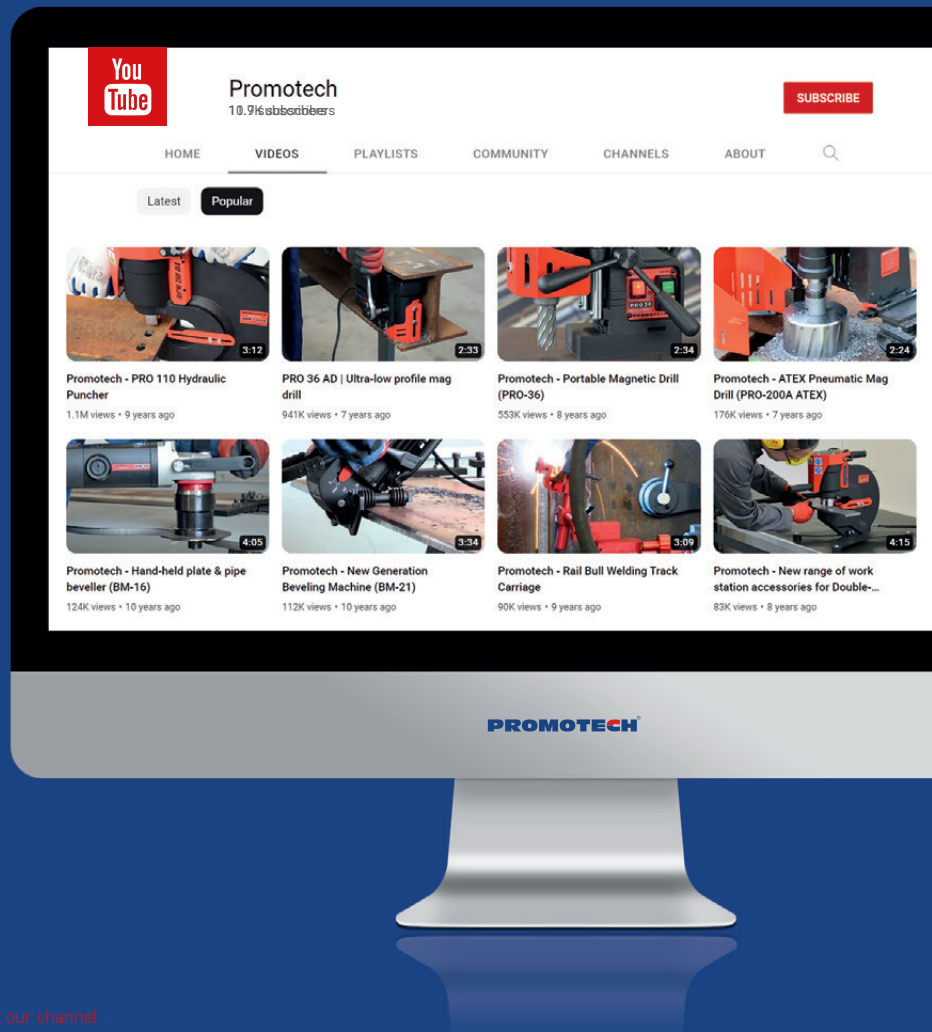 You
Tube
Promotech
subscribers
SUBSCRIBE
HOME VIDEOS PLAYLISTS COMMUNITY CHANNELS ABOUT
Latest Popular
3:12 2:33 PRO 36 2:34 2:24
Promotech - PRO 110 Hydraulic
Puncher
1.1M views • 9 years ago
PRO 36 AD | Ultra-low profile mag
drill
941K views • 7 years ago
Promotech - Portable Magnetic Drill
(PRO-36)
553K views • 8 years ago
Promotech - ATEX Pneumatic Mag
Drill (PRO-200A ATEX)
176K views • 7 years ago
4:05 3:34 3:09 4:15
Promotech - Hand-held plate & pipe
beveller (BM-16)
124K views • 10 years ago
Promotech - New Generation
Beveling Machine (BM-21)
112K views • 10 years ago
Promotech - Rail Bull Welding Track
Carriage
90K views • 9 years ago
Promotech - New range of work
station accessories for Double-...
83K views • 8 years ago
PROMOTECH®
our channel